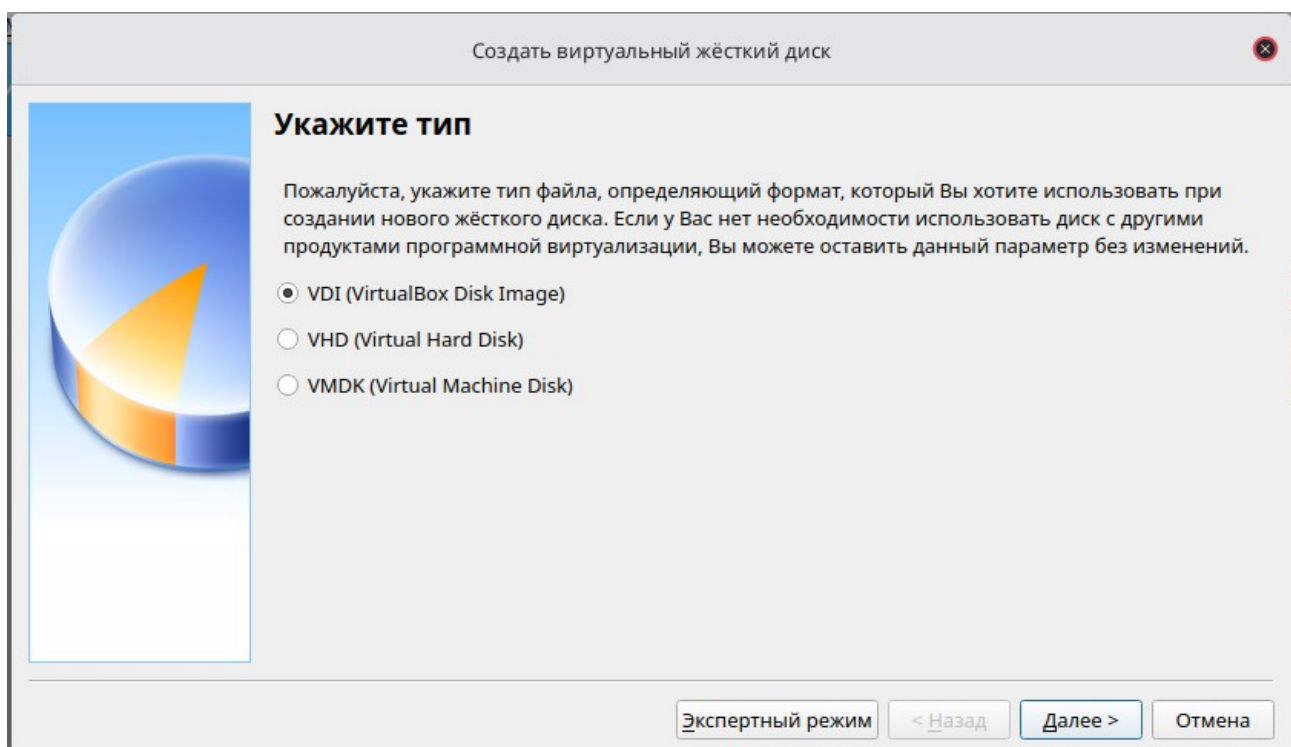 Создать виртуальный жёсткий диск
Укажите тип
Пожалуйста, укажите тип файла, определяющий формат, который Вы хотите использовать при
создании нового жёсткого диска. Если у Вас нет необходимости использовать диск с другими
продуктами программной виртуализации, Вы можете оставить данный параметр без изменений.
VDI (VirtualBox Disk Image)
VHD (Virtual Hard Disk)
VMDK (Virtual Machine Disk)
Экспертный режим
< Назад
Далее >
Отмена